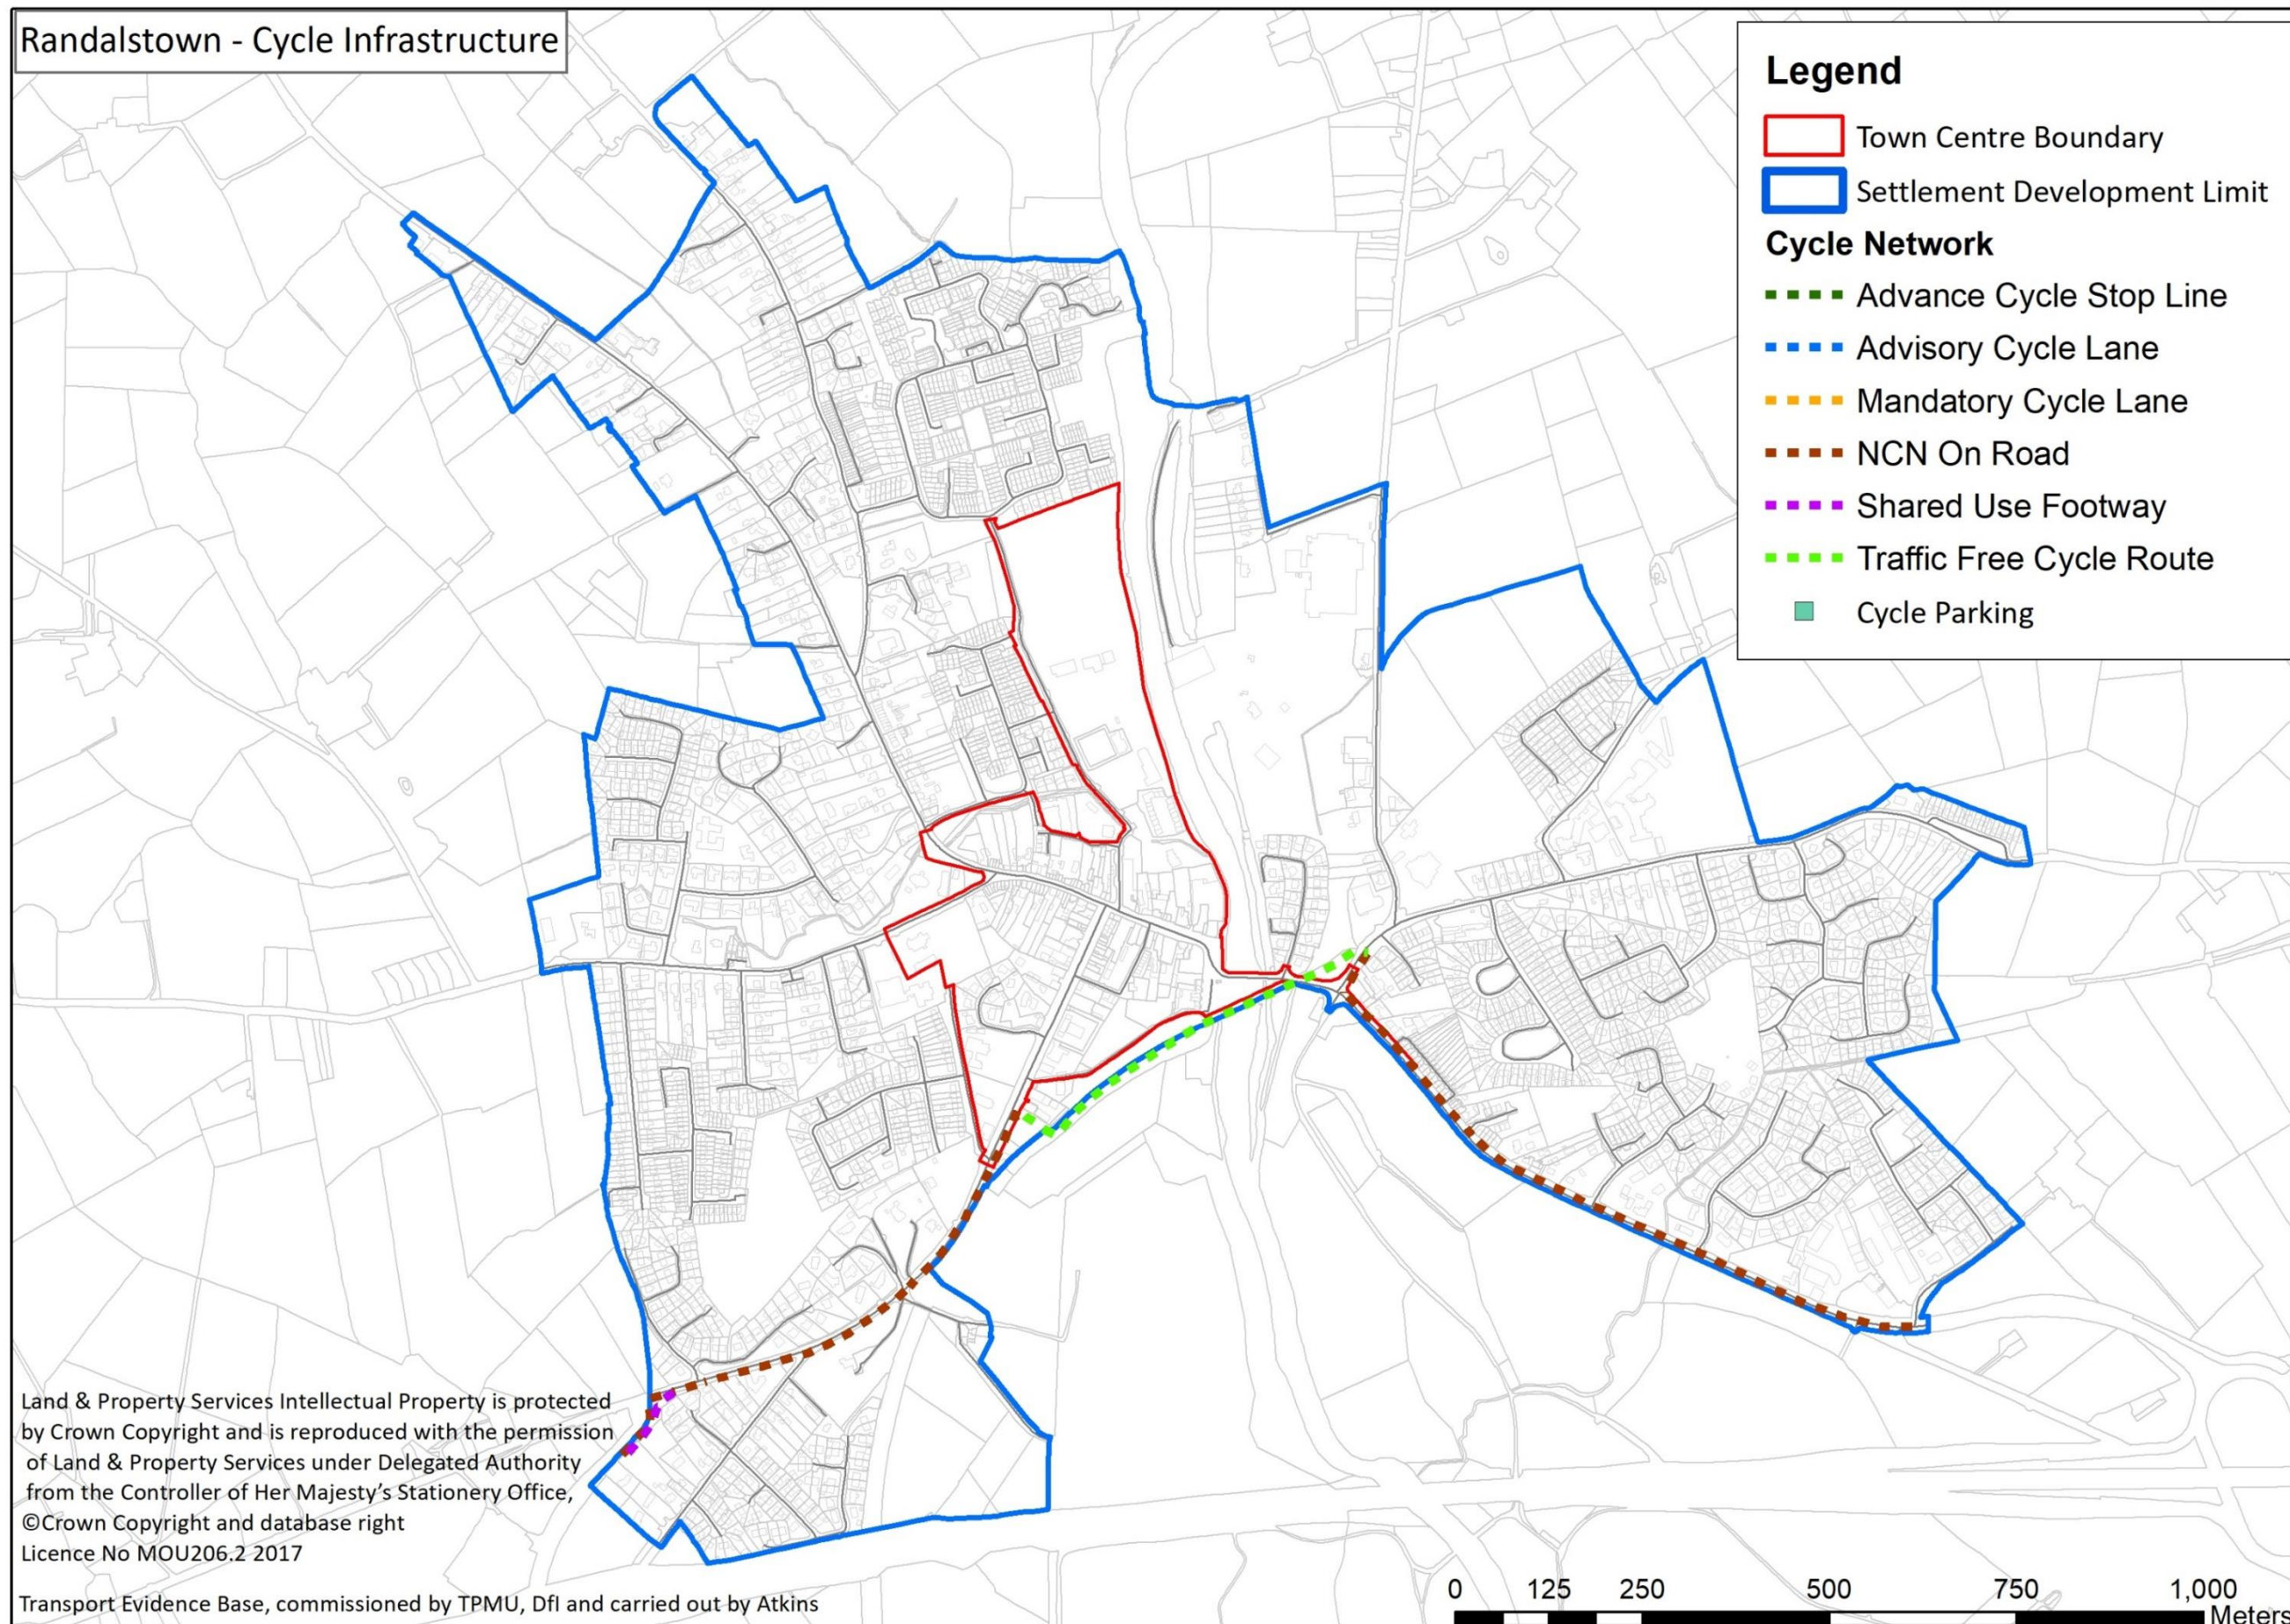 Randalstown - Cycle Infrastructure
Legend
Town Centre Boundary
Settlement Development Limit
Cycle Network
Advance Cycle Stop Line
Advisory Cycle Lane
Mandatory Cycle Lane
NCN On Road
Shared Use Footway
Traffic Free Cycle Route
Cycle Parking
Land & Property Services Intellectual Property is protected
by Crown Copyright and is reproduced with the permission
of Land & Property Services under Delegated Authority
from the Controller of Her Majesty's Stationery Office,
©Crown Copyright and database right
Licence No MOU206.2 2017
Transport Evidence Base, commissioned by TPMU, DfI and carried out by Atkins
0 125 250 500 750 1,000
Meters